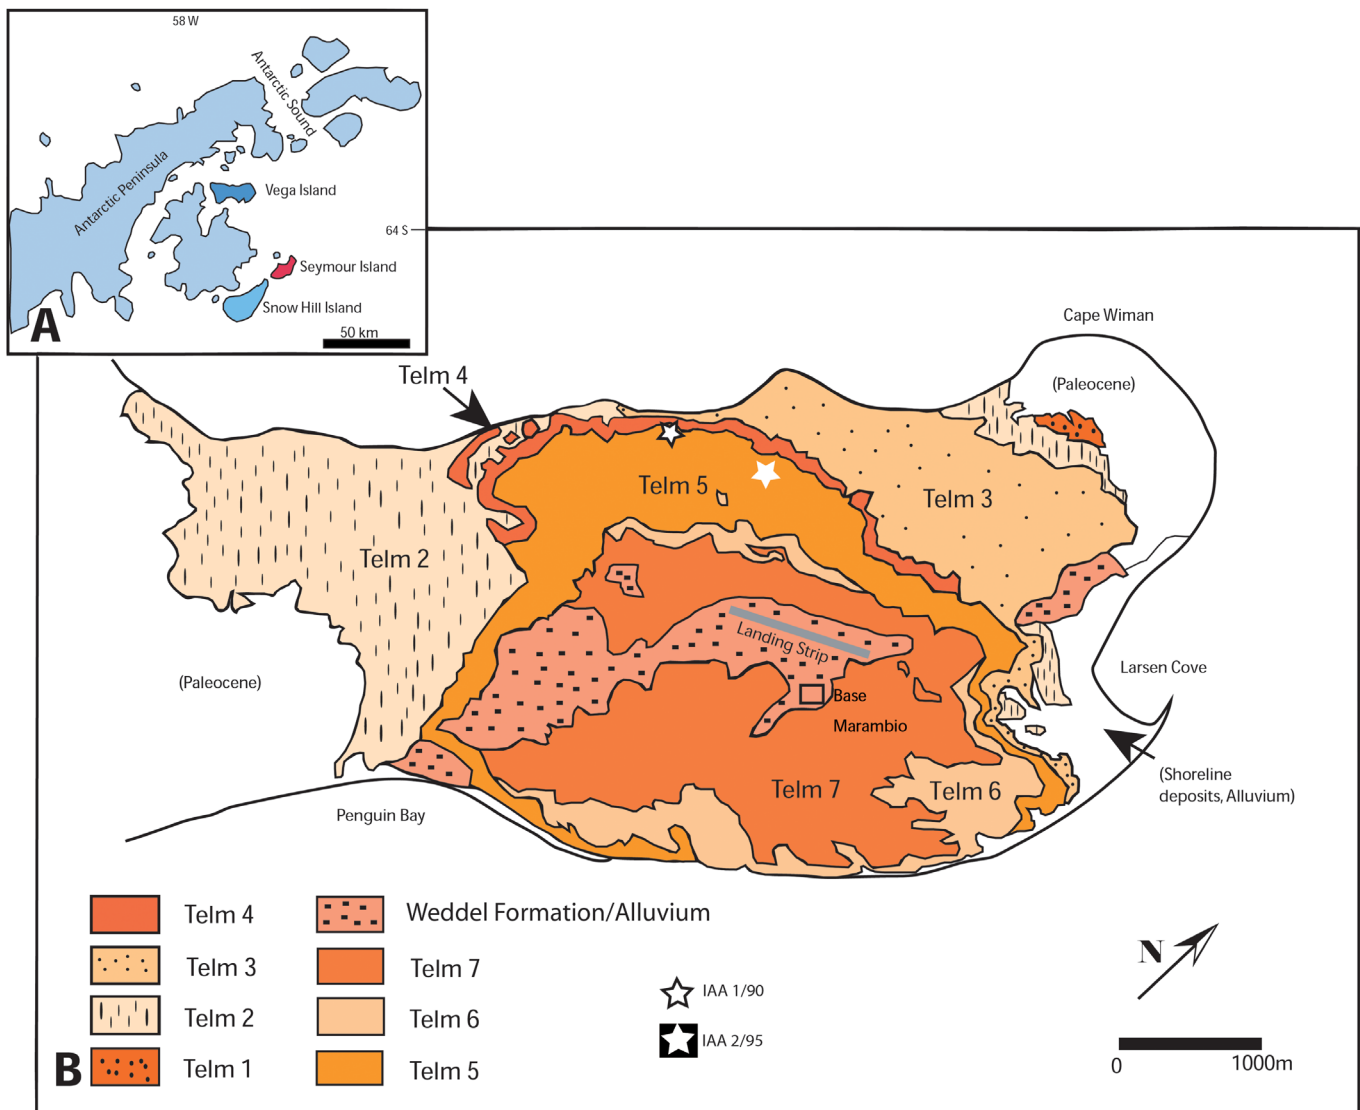 58 W
Antarctic Sound
Antarctic Peninsula
Vega Island
64 S
Seymour Island
Snow Hill Island
A
50 km
Cape Wiman
Telm 4
(Paleocene)
Telm 5
Telm 3
Telm 2
Landing Strip
(Paleocene)
Larsen Cove
Base
Marambio
Telm 7
Telm 6
(Shoreline
deposits, Alluvium)
Penguin Bay
Telm 4
Weddel Formation/Alluvium
Telm 3
Telm 7
Telm 2
Telm 6
Telm 1
Telm 5
B
IAA 1/90
IAA 2/95
N
0
1000m